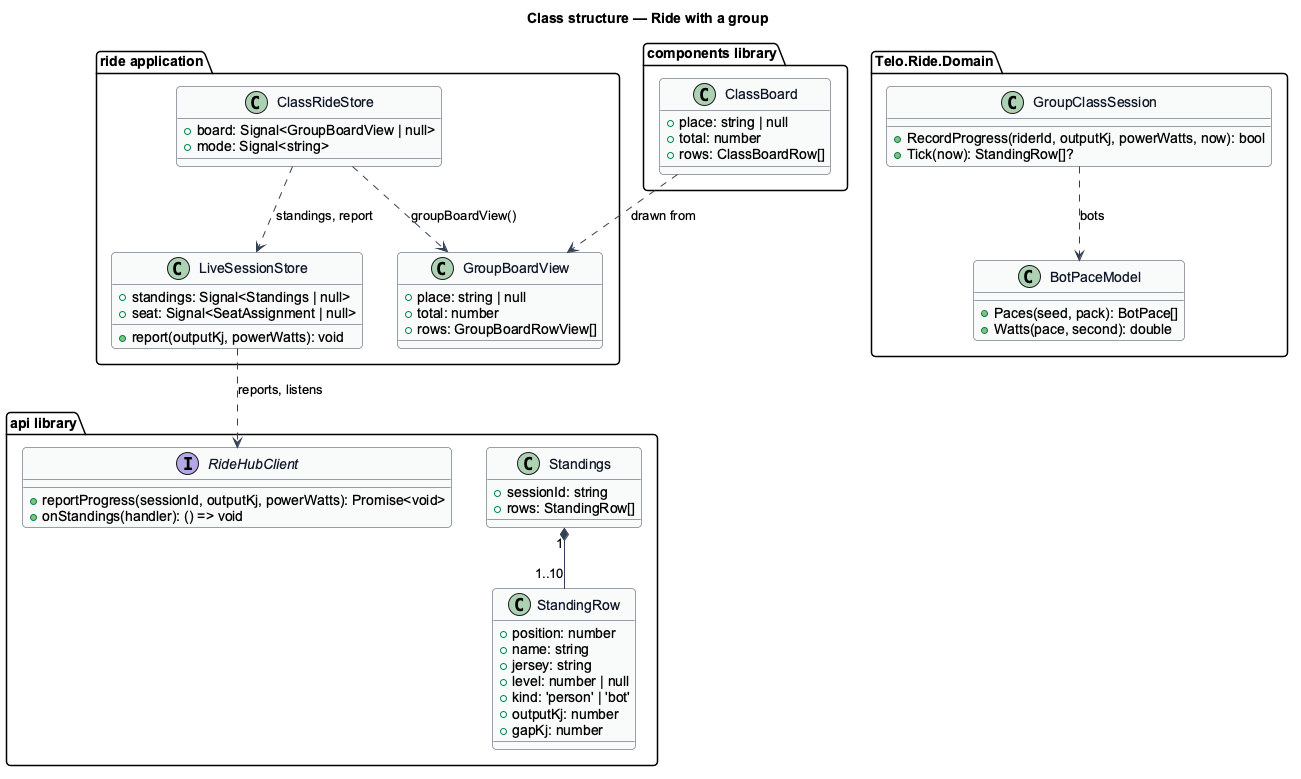 Class structure — Ride with a group
ride application
C ClassRideStore
board: Signal<GroupBoardView | null>
mode: Signal<string>
standings, report
groupBoardView()
C LiveSessionStore
standings: Signal<Standings | null>
seat: Signal<SeatAssignment | null>
report(outputKj, powerWatts): void
C GroupBoardView
place: string | null
total: number
rows: GroupBoardRowView[]
components library
C ClassBoard
place: string | null
total: number
rows: ClassBoardRow[]
drawn from
Telo.Ride.Domain
C GroupClassSession
RecordProgress(riderId, outputKj, powerWatts, now): bool
Tick(now): StandingRow[]?
bots
C BotPaceModel
Paces(seed, pack): BotPace[]
Watts(pace, second): double
reports, listens
api library
I RideHubClient
reportProgress(sessionId, outputKj, powerWatts): Promise<void>
onStandings(handler): () => void
C Standings
sessionId: string
rows: StandingRow[]
1
1..10
C StandingRow
position: number
name: string
jersey: string
level: number | null
kind: 'person' | 'bot'
outputKj: number
gapKj: number